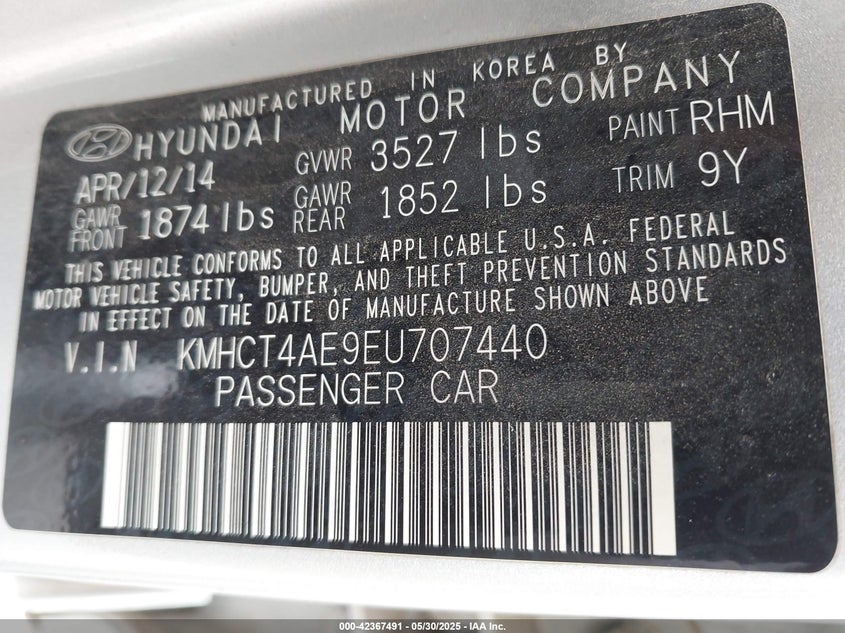 MANUFACTURED IN KOREA BY
HYUNDAI MOTOR COMPANY
APR/12/14 GVWR 3527 lbs PAINT RHM
GAWR FRONT 1874 lbs GAWR REAR 1852 lbs TRIM 9Y
THIS VEHICLE CONFORMS TO ALL APPLICABLE U.S.A. FEDERAL
MOTOR VEHICLE SAFETY, BUMPER, AND THEFT PREVENTION STANDARDS
IN EFFECT ON THE DATE OF MANUFACTURE SHOWN ABOVE
V.I.N KMHCT4AE9EU707440
PASSENGER CAR
000-42367491 - 05/30/2025 - IAA Inc.